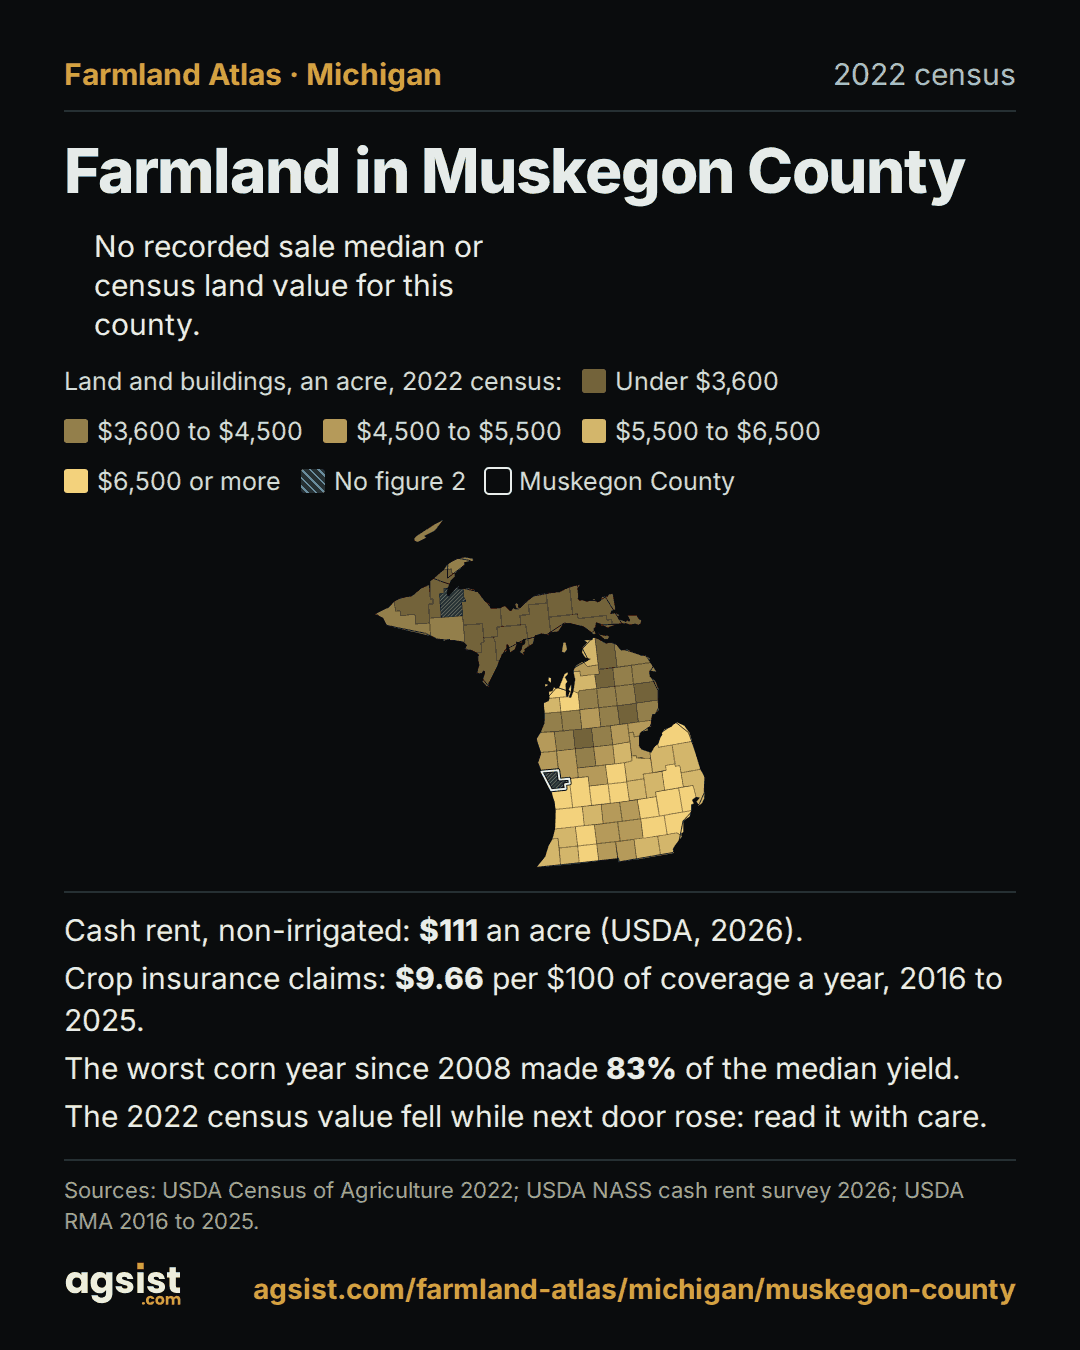 Farmland Atlas · Michigan
2022 census
Farmland in Muskegon County
No recorded sale median or
census land value for this
county.
Land and buildings, an acre, 2022 census: Under $3,600
$3,600 to $4,500 $4,500 to $5,500 $5,500 to $6,500
$6,500 or more No figure 2 Muskegon County
Cash rent, non-irrigated: $111 an acre (USDA, 2026).
Crop insurance claims: $9.66 per $100 of coverage a year, 2016 to
2025.
The worst corn year since 2008 made 83% of the median yield.
The 2022 census value fell while next door rose: read it with care.
Sources: USDA Census of Agriculture 2022; USDA NASS cash rent survey 2026; USDA
RMA 2016 to 2025.
agsist
.com
agsist.com/farmland-atlas/michigan/muskegon-county